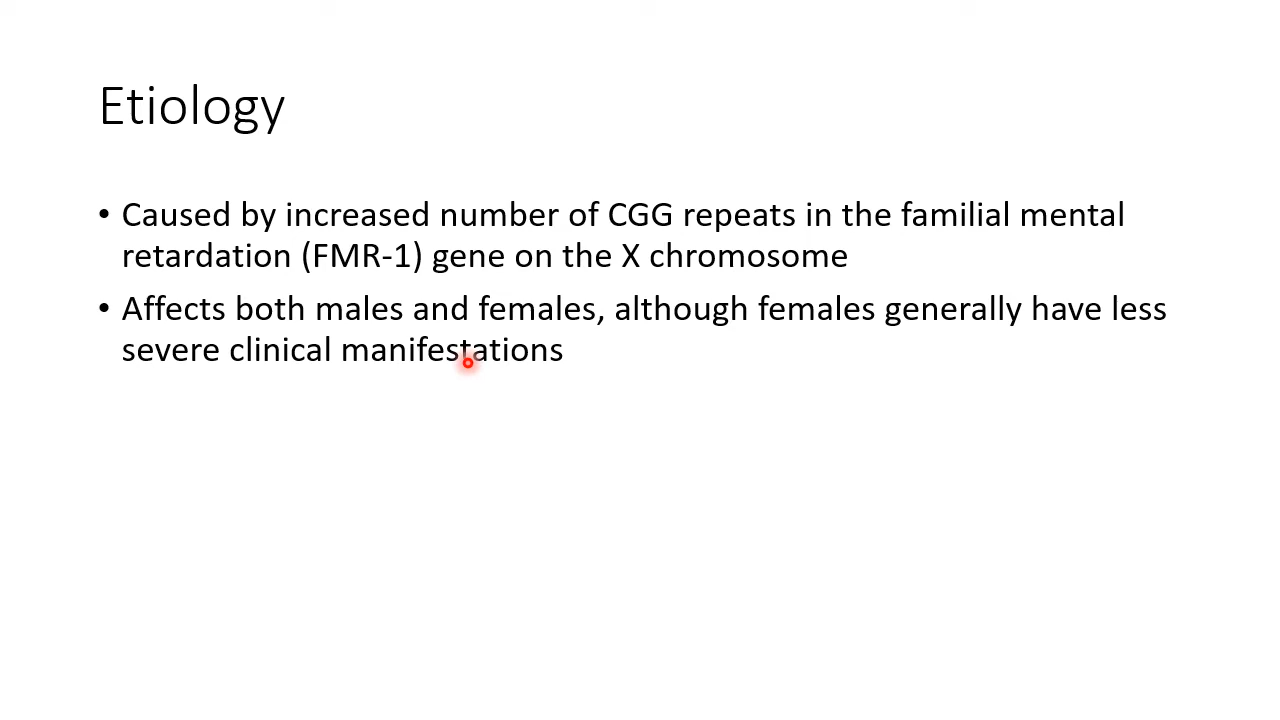 Etiology
• Caused by increased number of CGG repeats in the familial mental
retardation (FMR-1) gene on the X chromosome
• Affects both males and females, although females generally have less
severe clinical manifestations